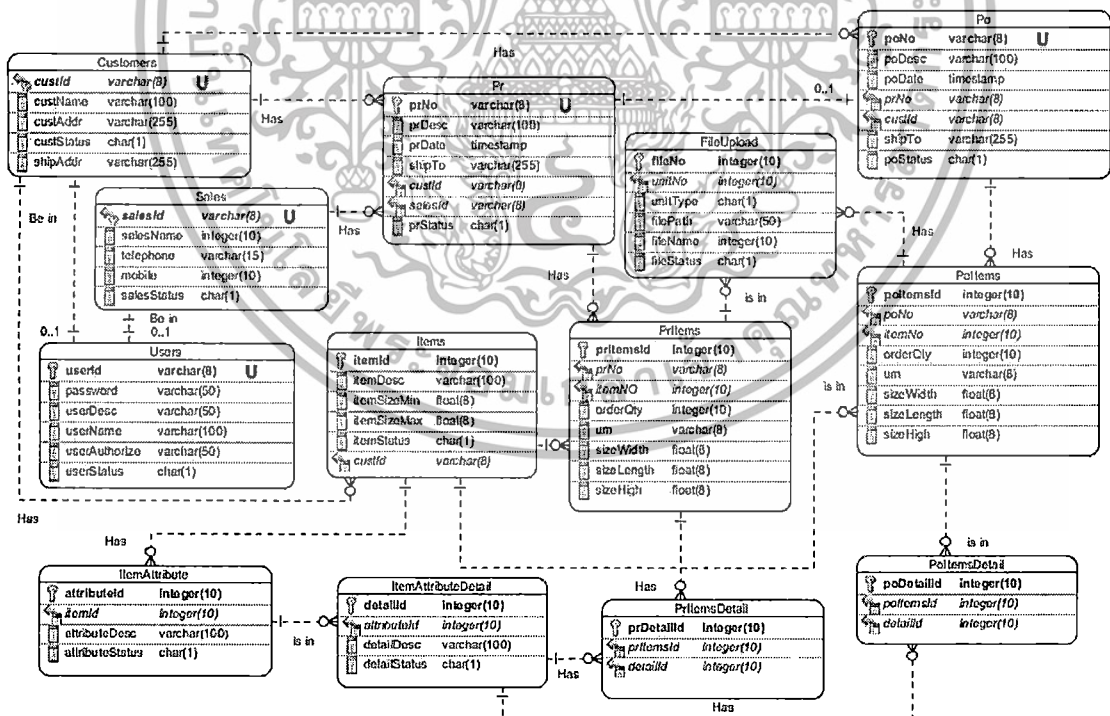 Po
poNo varchar(8) U
poDesc varchar(100)
poDate timestamp
prNo varchar(8)
custId varchar(8)
shipTo varchar(255)
poStatus char(1)
Has
Customers
custId varchar(8) U
custName varchar(100)
custAddr varchar(255)
custStatus char(1)
shipAddr varchar(255)
Has
Pr
prNo varchar(8) U
prDesc varchar(100)
prDate timestamp
shipTo varchar(255)
custId varchar(8)
salesId varchar(8)
prStatus char(1)
0..1
FileUpload
fileNo integer(10)
unitNo integer(10)
unitType char(1)
filePath varchar(50)
fileName integer(10)
fileStatus char(1)
Be in
Sales
salesId varchar(8) U
salesName integer(10)
telephone varchar(15)
mobile integer(10)
salesStatus char(1)
Has
Has
Has
Has
is in
PoItems
poItemsId integer(10)
poNo varchar(8)
itemNo integer(10)
orderQty integer(10)
um varchar(8)
sizeWidth float(8)
sizeLength float(8)
sizeHigh float(8)
0..1
Be in
0..1
Users
userId varchar(8) U
password varchar(50)
userDesc varchar(50)
userName varchar(100)
userAuthorize varchar(50)
userStatus char(1)
Items
itemId integer(10)
itemDesc varchar(100)
itemSizeMin float(8)
itemSizeMax float(8)
itemStatus char(1)
custId varchar(8)
PrItems
prItemsId integer(10)
prNo varchar(8)
itemNO integer(10)
orderQty integer(10)
um varchar(8)
sizeWidth float(8)
sizeLength float(8)
sizeHigh float(8)
is in
Has
Has
is in
ItemAttribute
attributeId integer(10)
itemId integer(10)
attributeDesc varchar(100)
attributeStatus char(1)
is in
ItemAttributeDetail
detailId integer(10)
attributeId integer(10)
detailDesc varchar(100)
detailStatus char(1)
Has
Has
PrItemsDetail
prDetailId integer(10)
prItemsId integer(10)
detailId integer(10)
Has
PoItemsDetail
poDetailId integer(10)
poItemsId integer(10)
detailId integer(10)